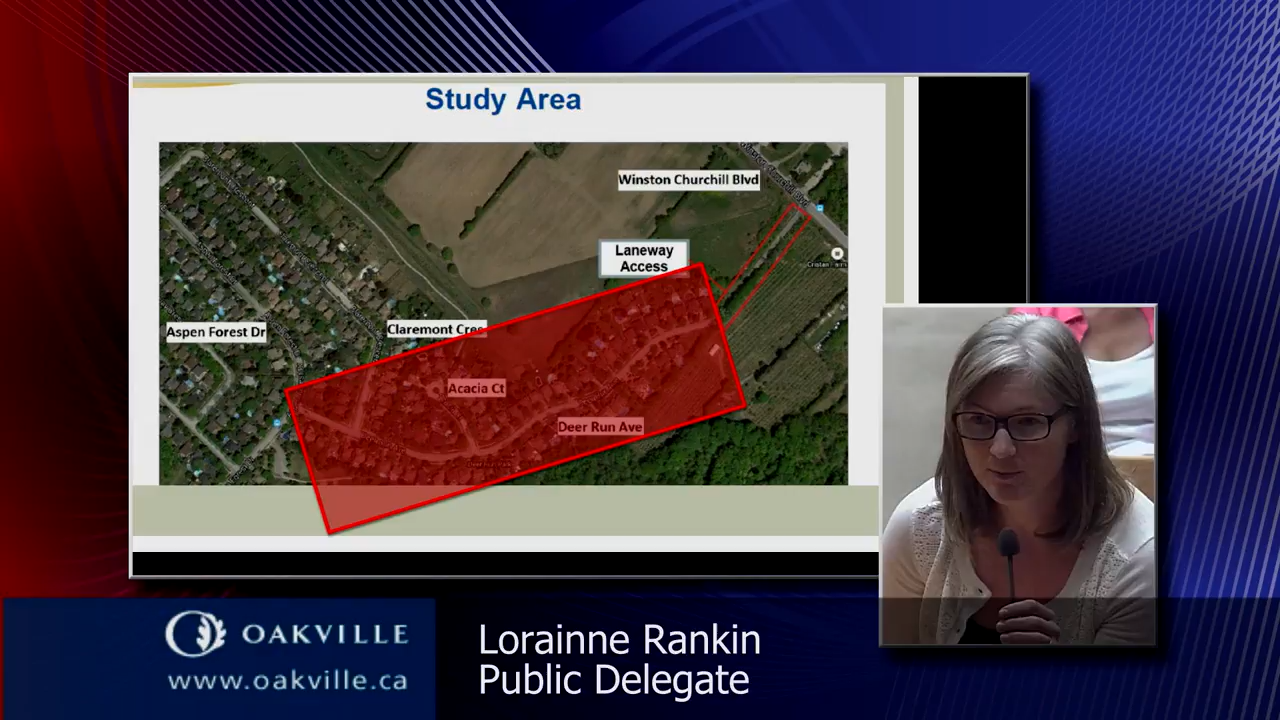 Study Area
Winston Churchill Blvd
Laneway
Access
Aspen Forest Dr
Claremont Cres
Acacia Ct
Deer Run Ave
OAKVILLE
www.oakville.ca
Lorainne Rankin
Public Delegate